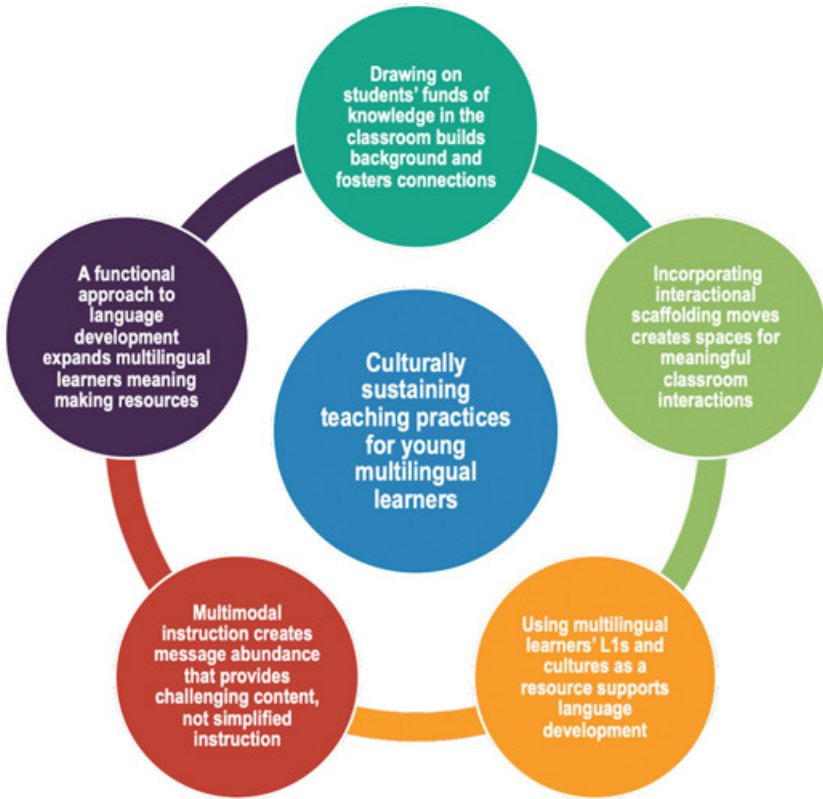 Drawing on
students’ funds of
knowledge in the
classroom builds
background and
fosters connections
Incorporating
interactional
scaffolding moves
creates spaces for
meaningful
classroom
interactions
Using multilingual
learners’ L1s and
cultures as a
resource supports
language
development
Multimodal
instruction creates
message abundance
that provides
challenging content,
not simplified
instruction
A functional
approach to
language
development
expands multilingual
learners meaning
making resources
Culturally
sustaining
teaching practices
for young
multilingual
learners